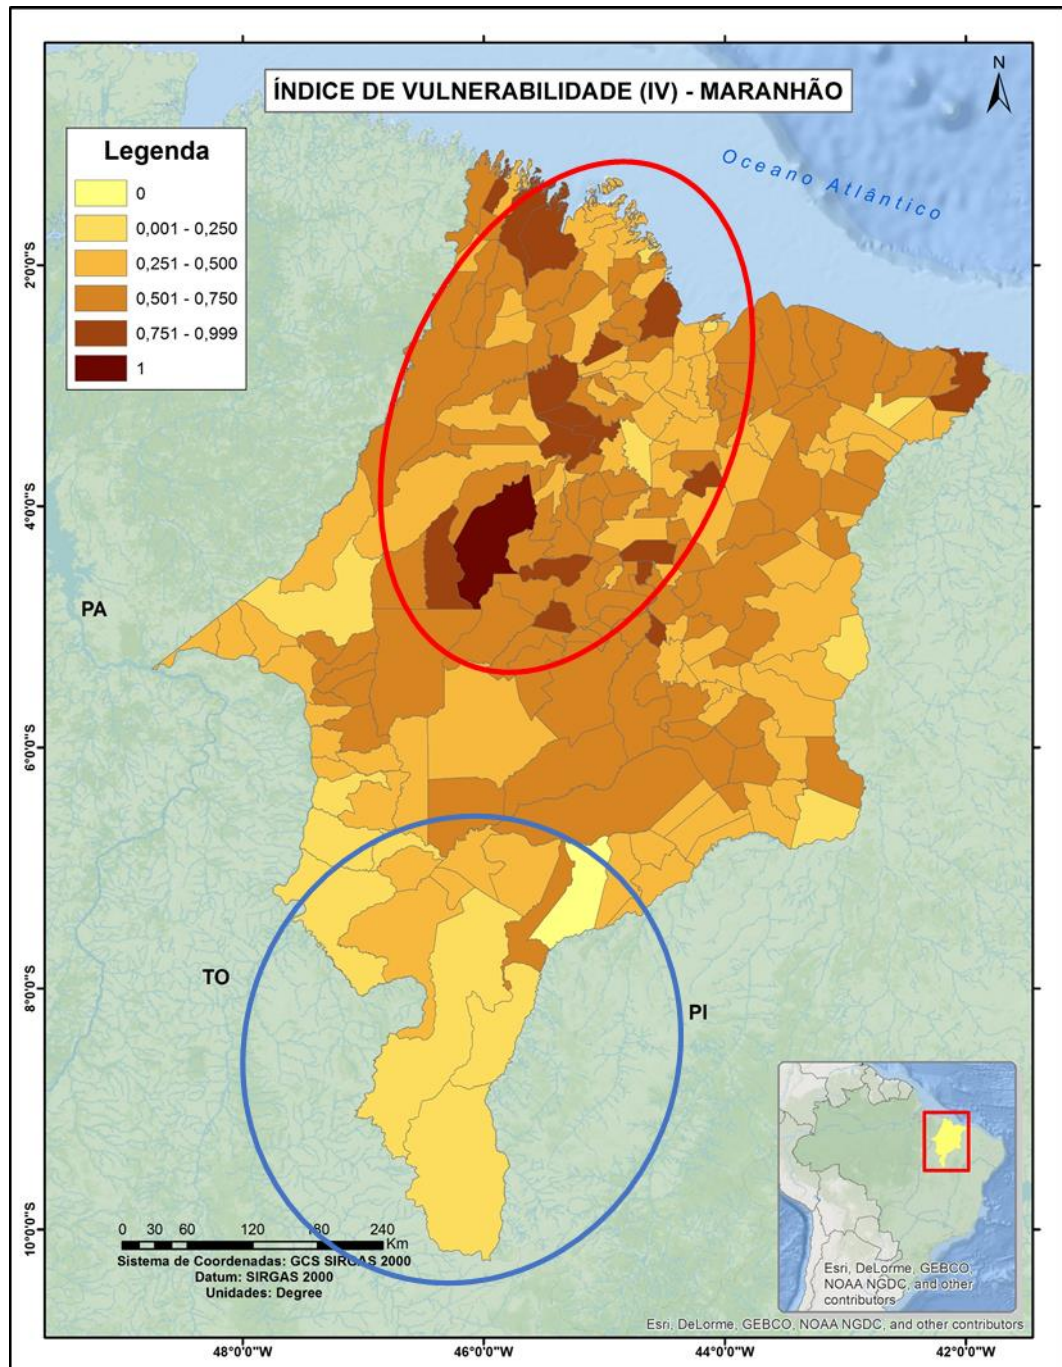 ÍNDICE DE VULNERABILIDADE (IV) - MARANHÃO
N
Legenda
0
0,001 - 0,250
0,251 - 0,500
0,501 - 0,750
0,751 - 0,999
1
Oceano Atlântico
2°0'0"S
4°0'0"S
6°0'0"S
8°0'0"S
10°0'0"S
PA
TO
PI
0 30 60 120 180 240
Km
Sistema de Coordenadas: GCS SIRGAS 2000
Datum: SIRGAS 2000
Unidades: Degree
Esri, DeLorme, GEBCO,
NOAA NGDC, and other
contributors
Esri, DeLorme, GEBCO, NOAA NGDC, and other contributors
48°0'0"W 46°0'0"W 44°0'0"W 42°0'0"W